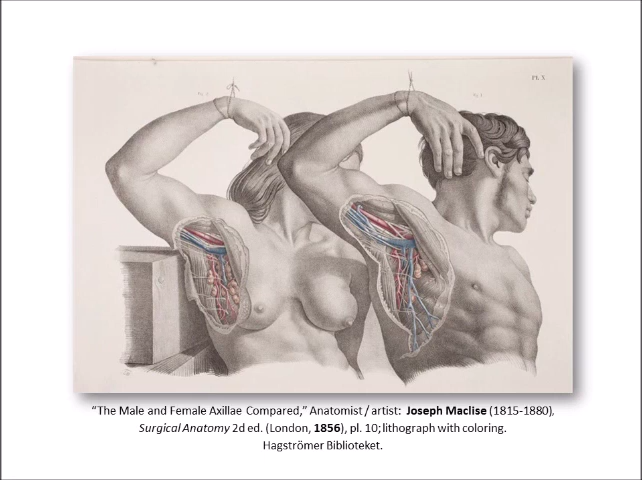 Pl. X
"The Male and Female Axillae Compared," Anatomist / artist: Joseph Maclise (1815-1880),
Surgical Anatomy 2d ed. (London, 1856), pl. 10; lithograph with coloring.
Hagströmer Biblioteket.